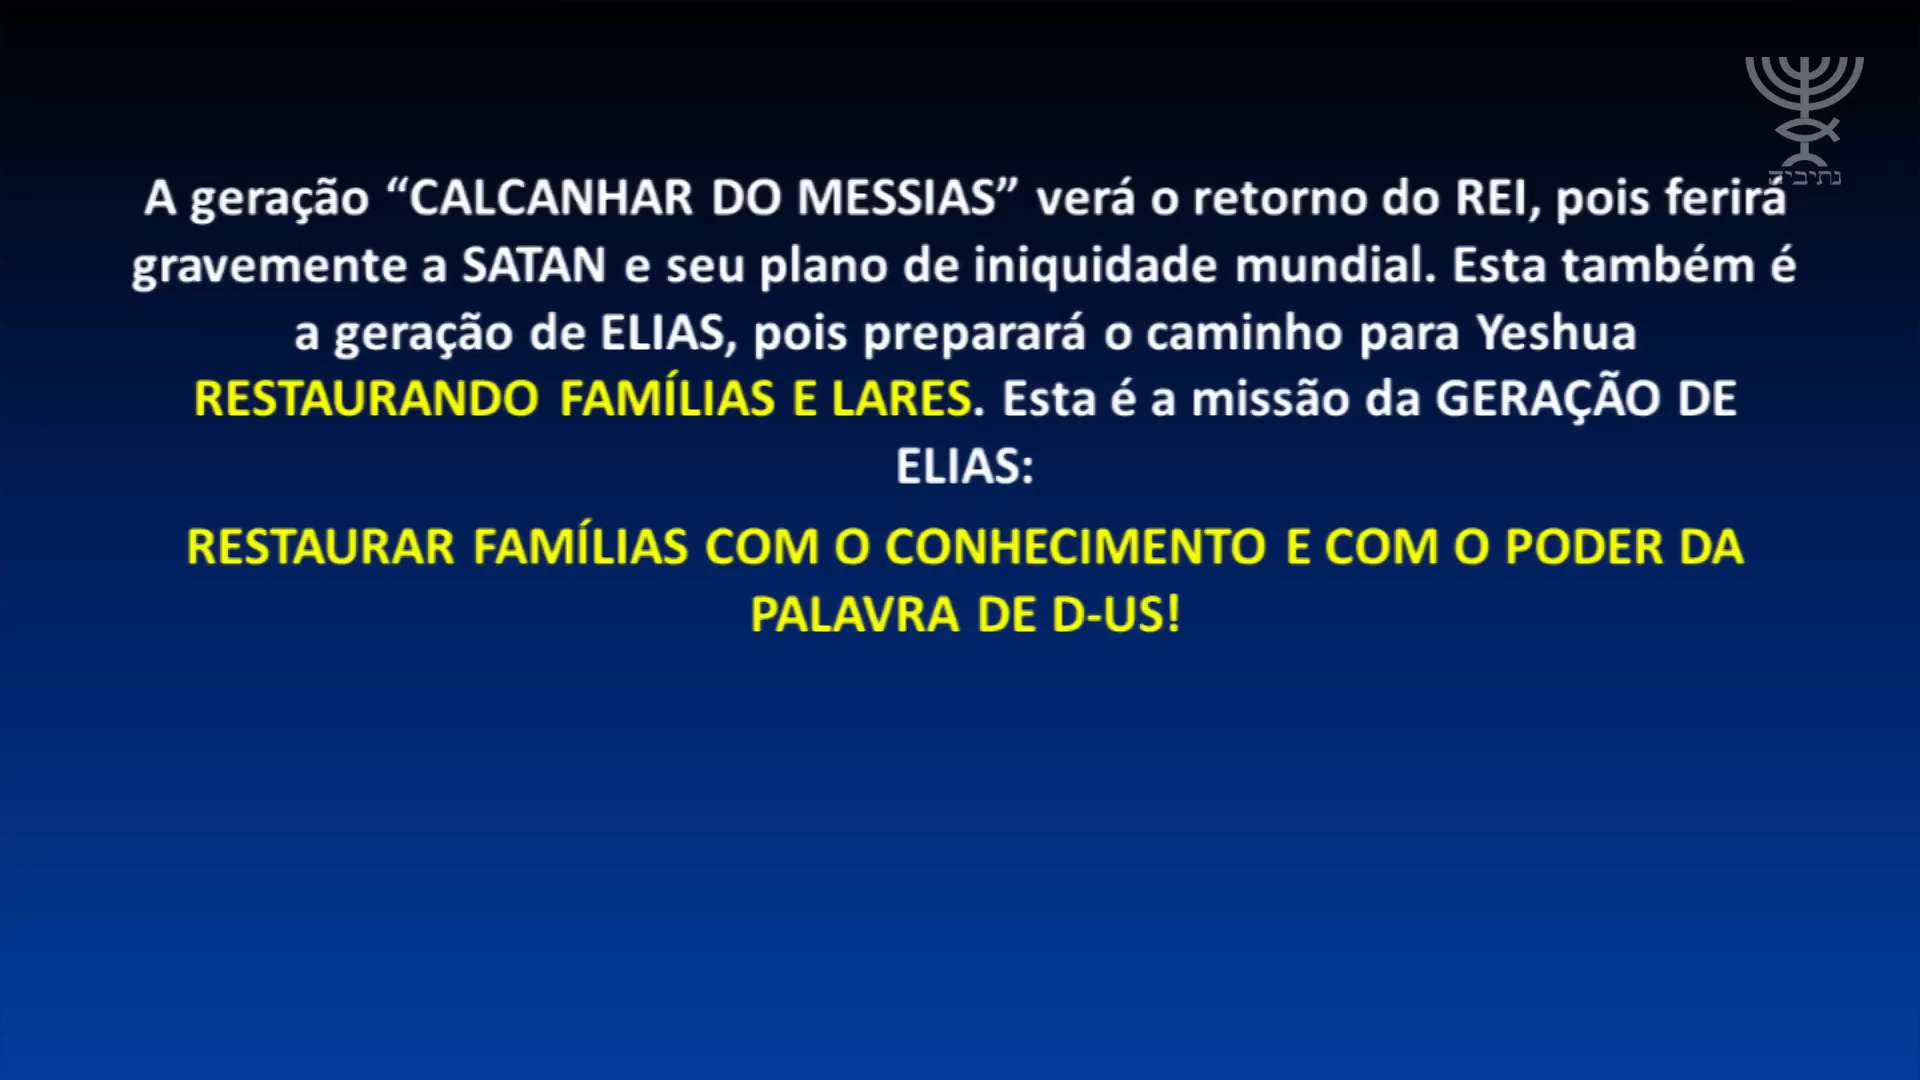 A geração “CALCANHAR DO MESSIAS” verá o retorno do REI, pois ferirá
gravemente a SATAN e seu plano de iniquidade mundial. Esta também é
a geração de ELIAS, pois preparará o caminho para Yeshua
RESTAURANDO FAMÍLIAS E LARES. Esta é a missão da GERAÇÃO DE
ELIAS:
RESTAURAR FAMÍLIAS COM O CONHECIMENTO E COM O PODER DA
PALAVRA DE D-US!
נתיביה